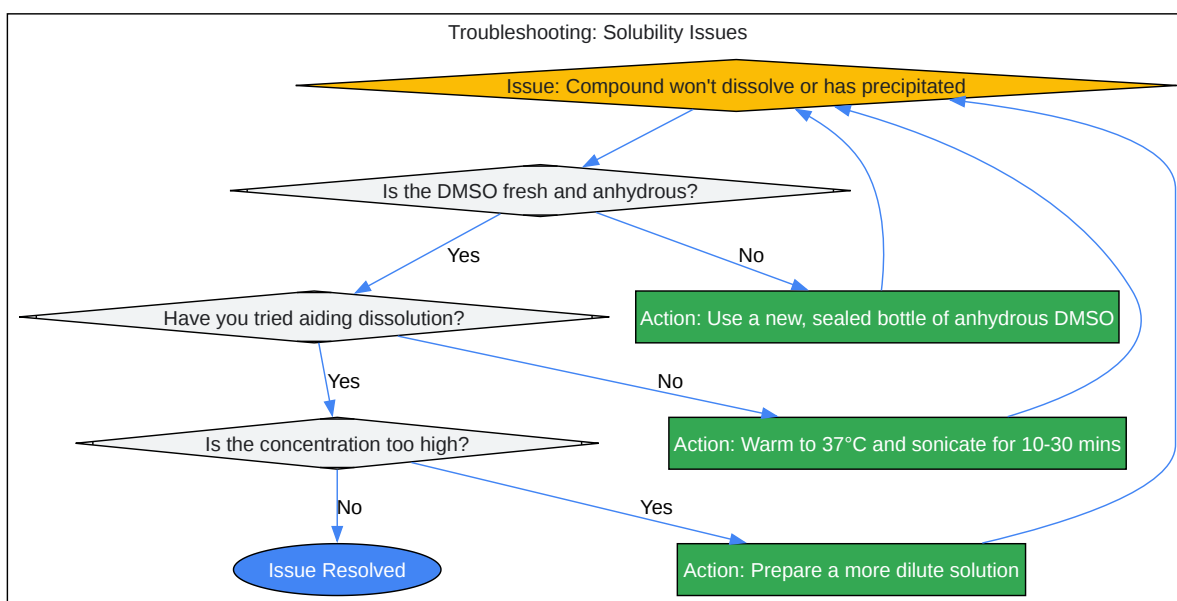 Troubleshooting: Solubility Issues
Issue: Compound won't dissolve or has precipitated
Is the DMSO fresh and anhydrous?
Yes
No
Have you tried aiding dissolution?
Action: Use a new, sealed bottle of anhydrous DMSO
Yes
No
Is the concentration too high?
Action: Warm to 37°C and sonicate for 10-30 mins
No
Yes
Issue Resolved
Action: Prepare a more dilute solution